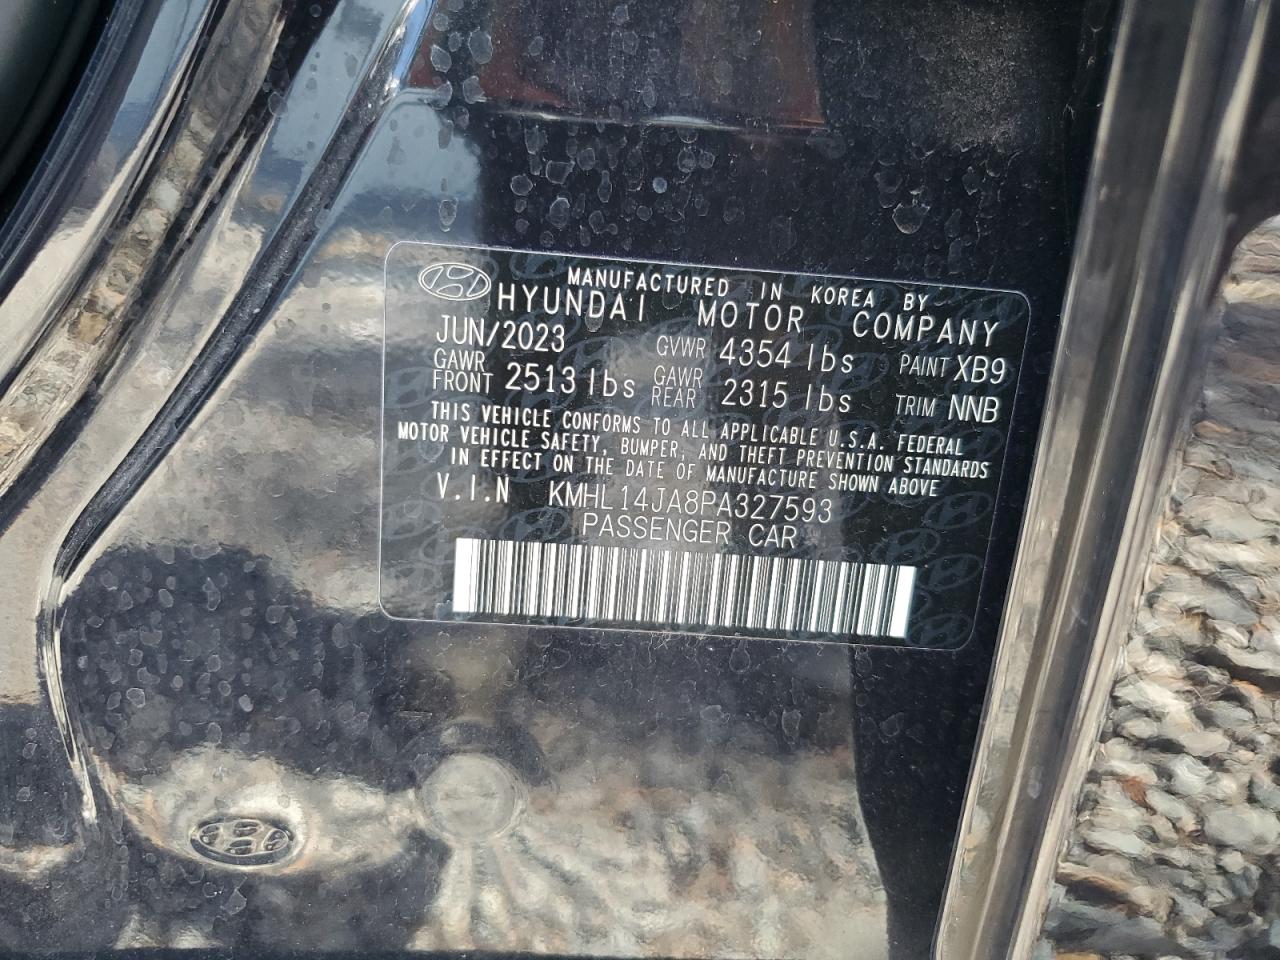 MANUFACTURED IN KOREA BY
HYUNDAI MOTOR COMPANY
JUN/2023 GVWR 4354 lbs PAINT XB9
GAWR FRONT 2513 lbs GAWR REAR 2315 lbs TRIM NNB
THIS VEHICLE CONFORMS TO ALL APPLICABLE U.S.A. FEDERAL
MOTOR VEHICLE SAFETY, BUMPER, AND THEFT PREVENTION STANDARDS
IN EFFECT ON THE DATE OF MANUFACTURE SHOWN ABOVE
V.I.N KMHL14JA8PA327593
PASSENGER CAR